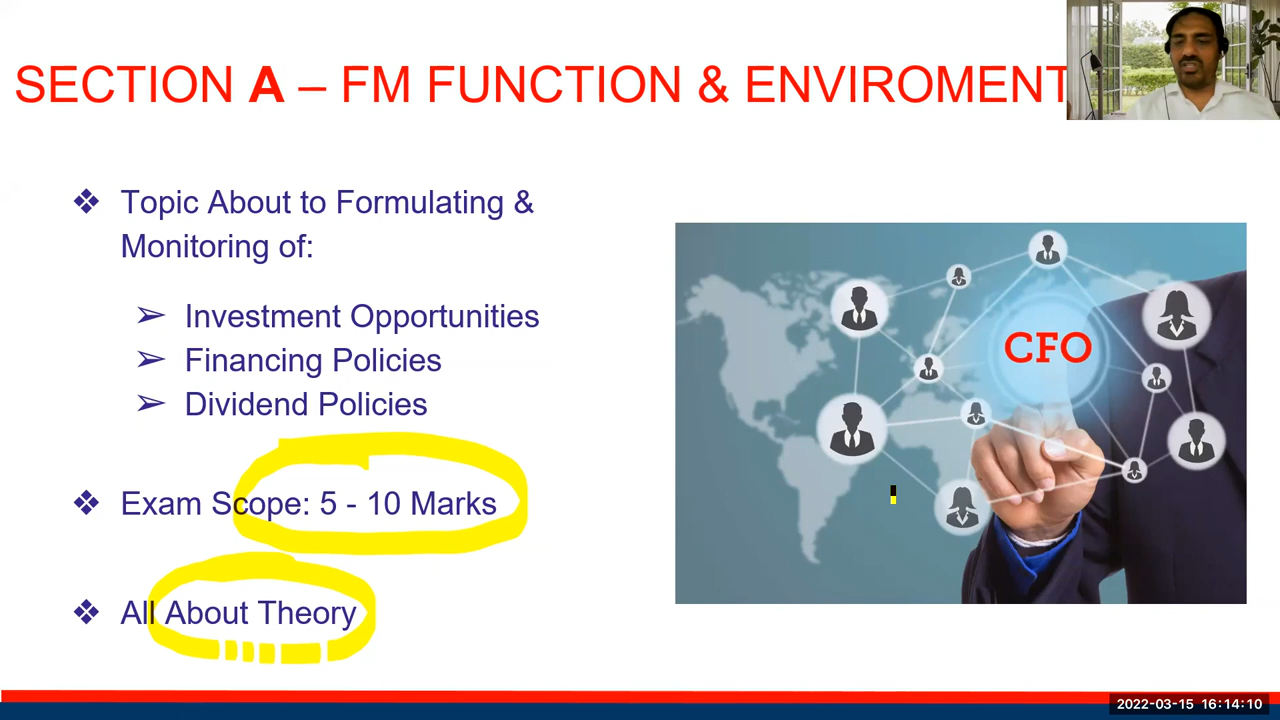 SECTION A – FM FUNCTION & ENVIROMENT
❖ Topic About to Formulating &
Monitoring of:
➢ Investment Opportunities
➢ Financing Policies
➢ Dividend Policies
❖ Exam Scope: 5 - 10 Marks
❖ All About Theory
CFO
2022-03-15 16:14:10